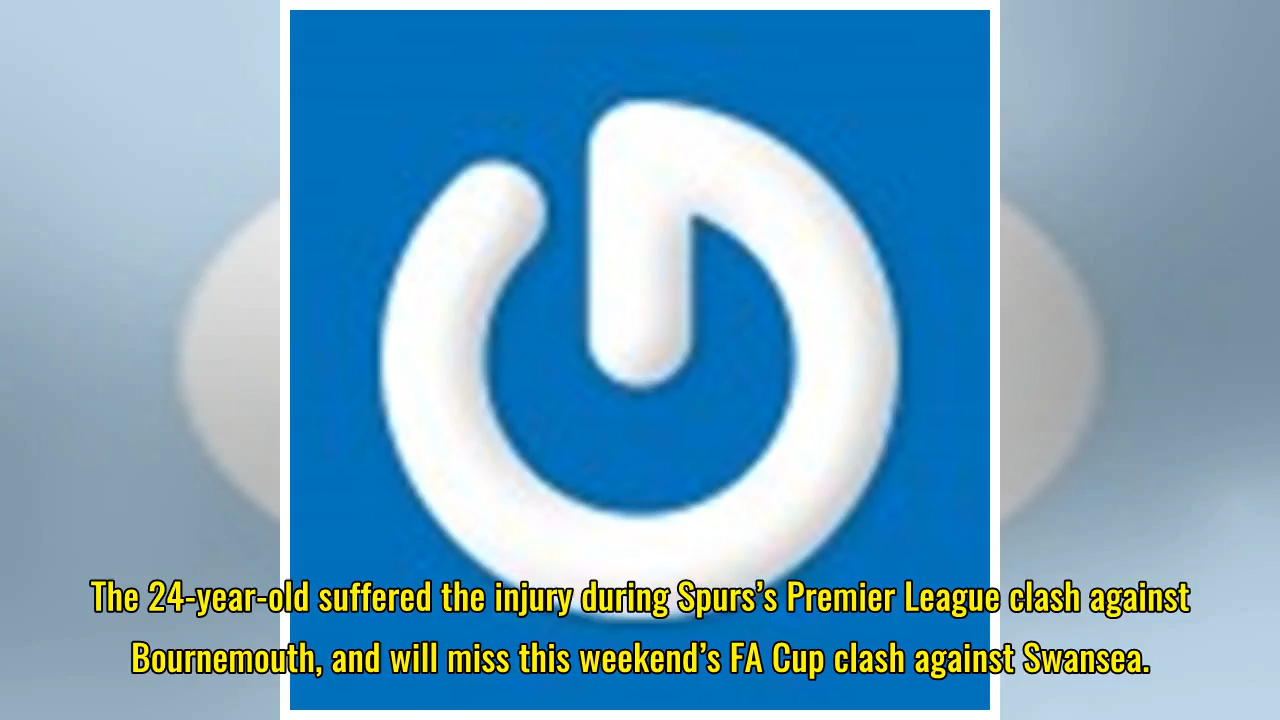 The 24-year-old suffered the injury during Spurs’s Premier League clash against
Bournemouth, and will miss this weekend’s FA Cup clash against Swansea.